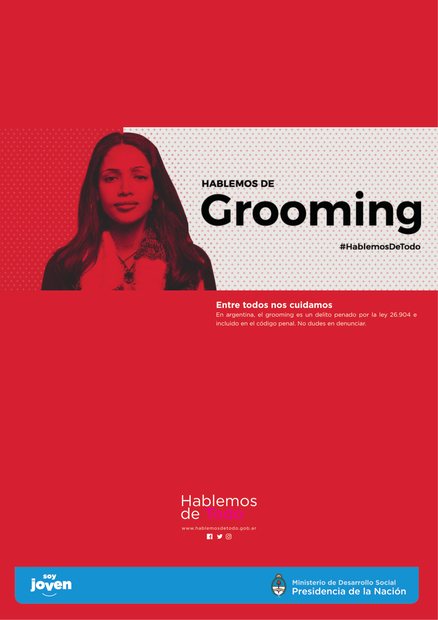 HABLEMOS DE
Grooming
#HablemosDeTodo
Entre todos nos cuidamos
En argentina, el grooming es un delito penado por la ley 26.904 e
incluido en el código penal. No dudes en denunciar.
Hablemos
de
www.hablemosdetodo.gob.ar
soy
joven
Ministerio de Desarrollo Social
Presidencia de la Nación